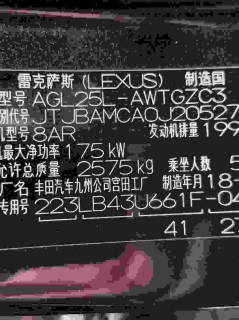 雷克萨斯(LEXUS) 制造国
型号 AGL25L-AWTGZC3
别代号 JTJBAMCA0J20527
机型号 8AR 发动机排量 199
机最大净功率 175 kW
允许总质量 2575 kg 乘坐人数 5
厂名 丰田汽车九州公司宫田工厂 制造年月 18-
专用号 223LB43U661F-04
41 27